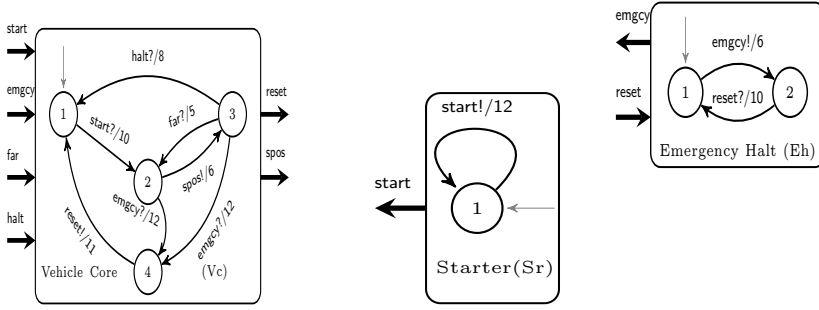 start
emgcy
far
halt
halt?/8
1
3
start?/10
far?/5
2
spos!/6
emgcy?/12
emgcy?/12
reset!/11
4
Vehicle Core
(Vc)
reset
spos
start
start!/12
1
Starter(Sr)
emgcy
reset
emgcy!/6
1
2
reset?/10
Emergency Halt (Eh)